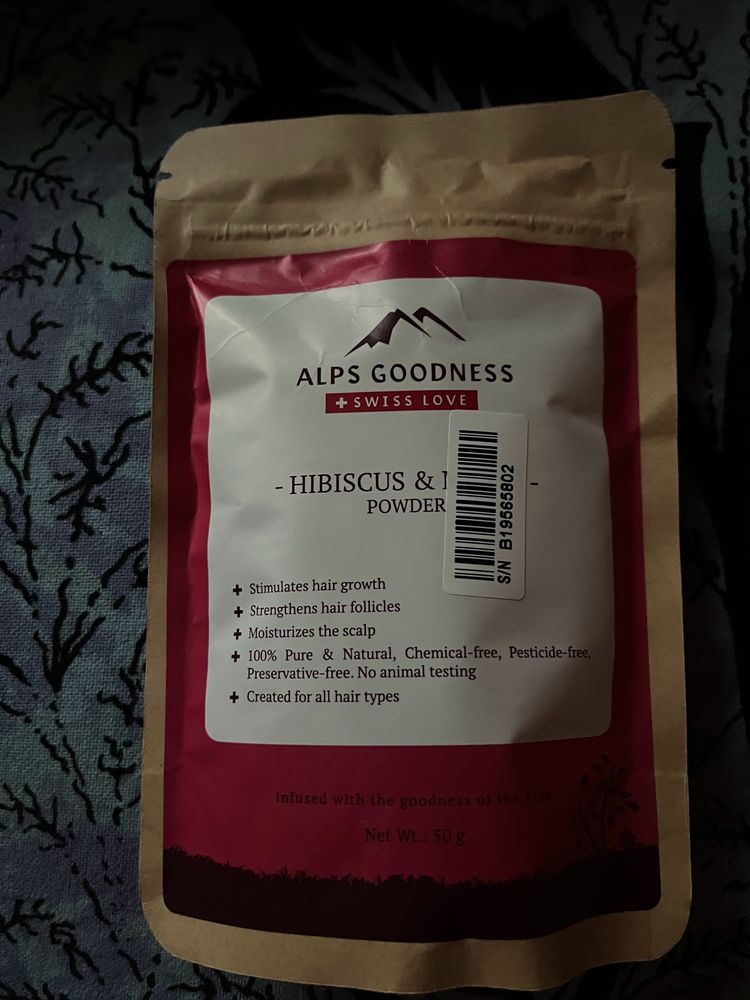 ALPS GOODNESS
SWISS LOVE
- HIBISCUS & -
POWDER
S/N B19565802
Stimulates hair growth
Strengthens hair follicles
Moisturizes the scalp
100% Pure & Natural, Chemical-free, Pesticide-free,
Preservative-free. No animal testing
Created for all hair types
Infused with the goodness of the alps
Net Wt.: 50 g